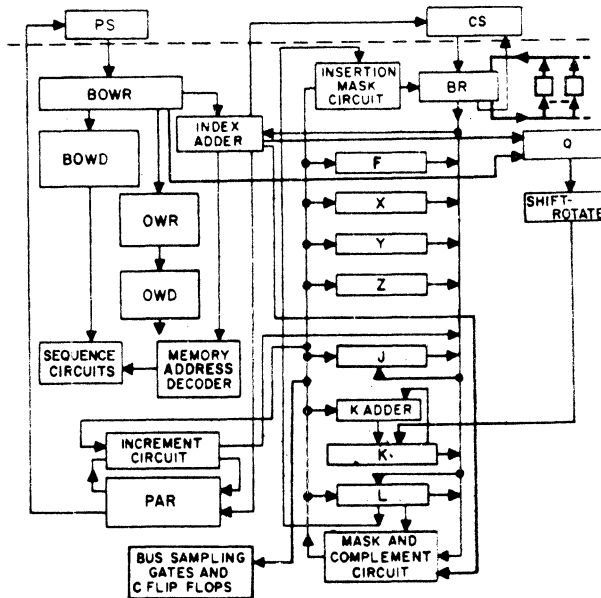 PS
CS
INSERTION
MASK
CIRCUIT
BR
BOWR
INDEX
ADDER
Q
BOWD
F
SHIFT-
ROTATE
X
OWR
Y
OWD
Z
SEQUENCE
CIRCUITS
MEMORY
ADDRESS
DECODER
J
K ADDER
INCREMENT
CIRCUIT
K
PAR
L
MASK AND
COMPLEMENT
CIRCUIT
BUS SAMPLING
GATES AND
C FLIP FLOPS